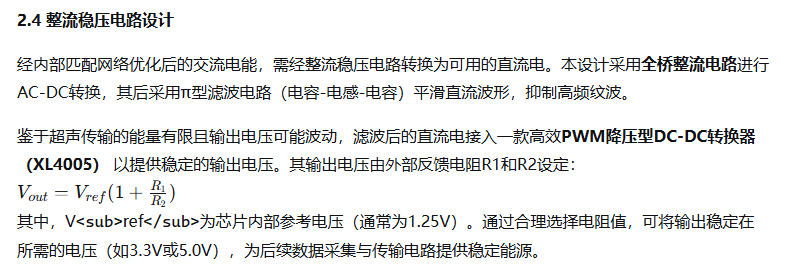 2.4 整流稳压电路设计
经内部匹配网络优化后的交流电能，需经整流稳压电路转换为可用的直流电。本设计采用全桥整流电路进行
AC-DC转换，其后采用π型滤波电路（电容-电感-电容）平滑直流波形，抑制高频纹波。
鉴于超声传输的能量有限且输出电压可能波动，滤波后的直流电接入一款高效PWM降压型DC-DC转换器
（XL4005） 以提供稳定的输出电压。其输出电压由外部反馈电阻R1和R2设定：
V_{out} = V_{ref}(1 + \frac{R_1}{R_2})
其中，V<sub>ref</sub>为芯片内部参考电压（通常为1.25V）。通过合理选择电阻值，可将输出稳定在
所需的电压（如3.3V或5.0V），为后续数据采集与传输电路提供稳定能源。